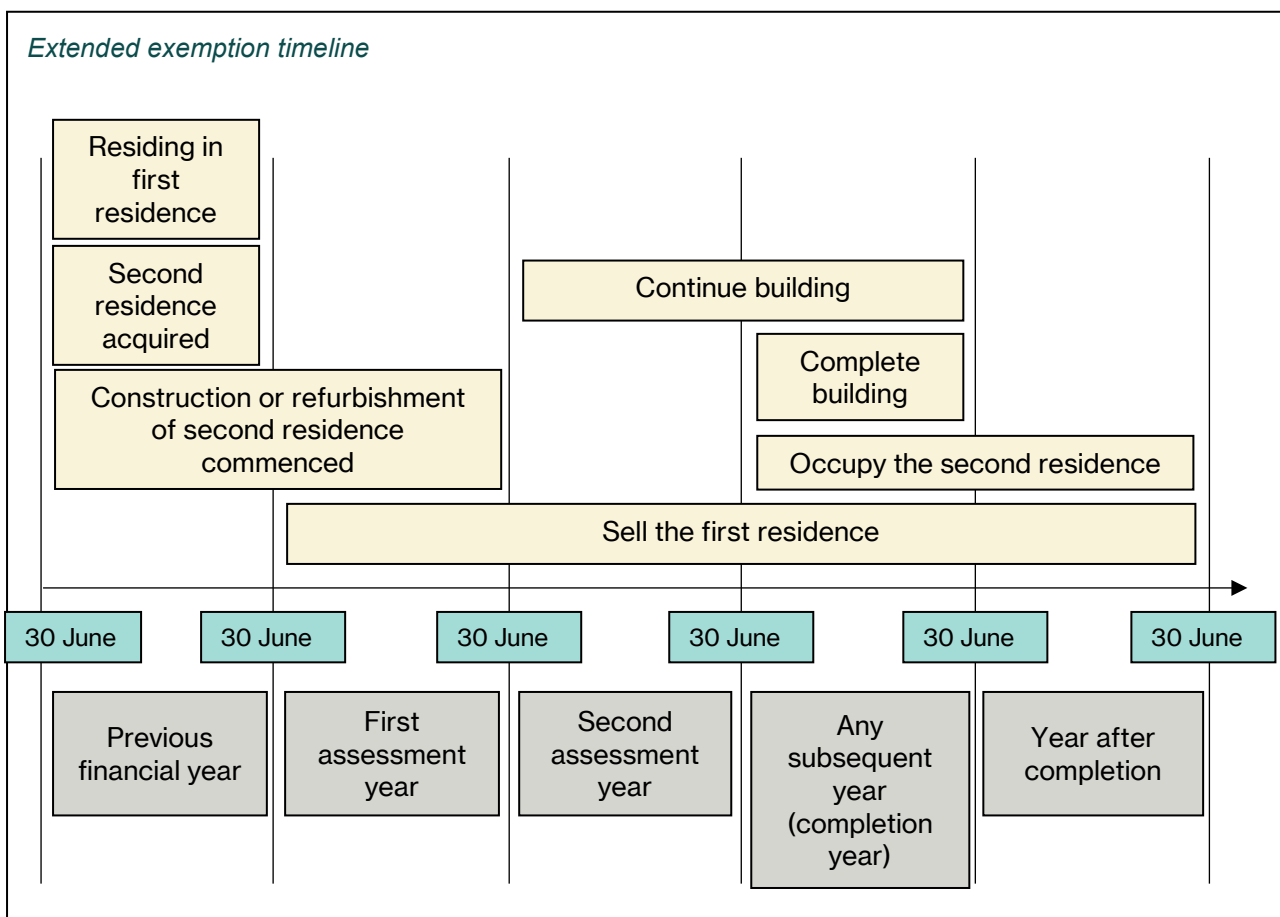 Extended exemption timeline
Residing in
first
residence
Second
residence
acquired
Continue building
Complete
building
Construction or refurbishment
of second residence
commenced
Occupy the second residence
Sell the first residence
30 June
30 June
30 June
30 June
30 June
30 June
Previous
financial year
First
assessment
year
Second
assessment
year
Any
subsequent
year
(completion
year)
Year after
completion